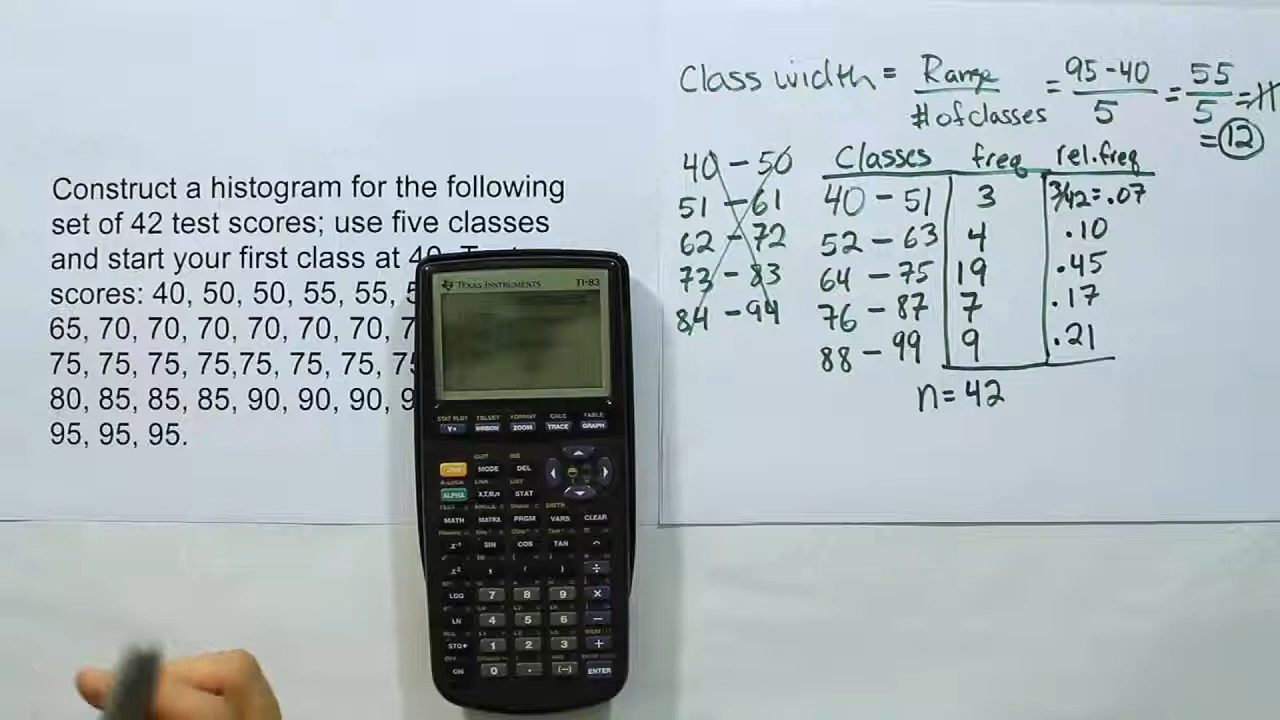 Construct a histogram for the following
set of 42 test scores; use five classes
and start your first class at 40.
scores: 40, 50, 50, 55, 55,
65, 70, 70, 70, 70, 70,
75, 75, 75, 75,75, 75, 75,
80, 85, 85, 85, 90, 90, 90,
95, 95, 95.
Class width = Range / # of classes = 95-40 / 5 = 55 / 5 = 11
= 12
40 - 50
51 - 61
62 - 72
73 - 83
84 - 94
Classes freq rel.freq
40 - 51 3 3/42=.07
52 - 63 4 .10
64 - 75 19 .45
76 - 87 7 .17
88 - 99 9 .21
n = 42
TEXAS INSTRUMENTS TI-83
STAT PLOT TBLSET FORMAT CALC TABLE
Y= WINDOW ZOOM TRACE GRAPH
QUIT INS
MODE DEL
LINK LIST
ALPHA X,T,θ,n STAT
MATH MATRX PRGM VARS CLEAR
x⁻¹ SIN COS TAN ^
x² , ( ) ÷
LOG 7 8 9 ×
LN 4 5 6 −
STO▸ 1 2 3 +
ON 0 . (−) ENTER